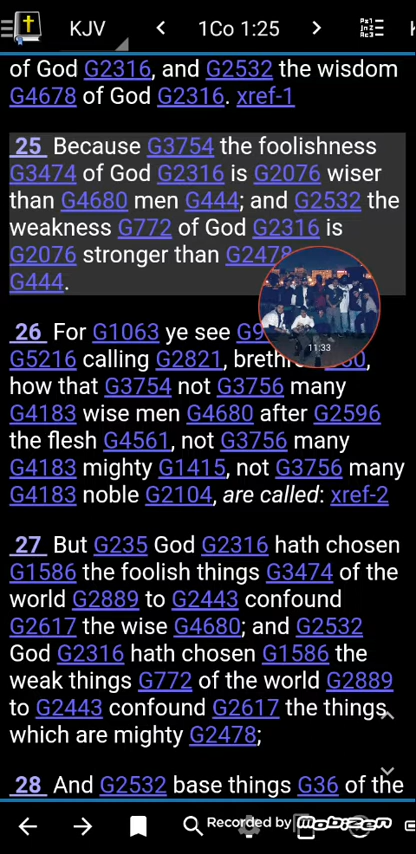 KJV 1Co 1:25
of God G2316, and G2532 the wisdom
G4678 of God G2316. xref-1
25 Because G3754 the foolishness
G3474 of God G2316 is G2076 wiser
than G4680 men G444; and G2532 the
weakness G772 of God G2316 is
G2076 stronger than G2478
G444.
11:33
26 For G1063 ye see
G5216 calling G2821,
how that G3754 not G3756 many
G4183 wise men G4680 after G2596
the flesh G4561, not G3756 many
G4183 mighty G1415, not G3756 many
G4183 noble G2104, are called: xref-2
27 But G235 God G2316 hath chosen
G1586 the foolish things G3474 of the
world G2889 to G2443 confound
G2617 the wise G4680; and G2532
God G2316 hath chosen G1586 the
weak things G772 of the world G2889
to G2443 confound G2617 the things
which are mighty G2478;
28 And G2532 base things G36 of the
Recorded by mobizen